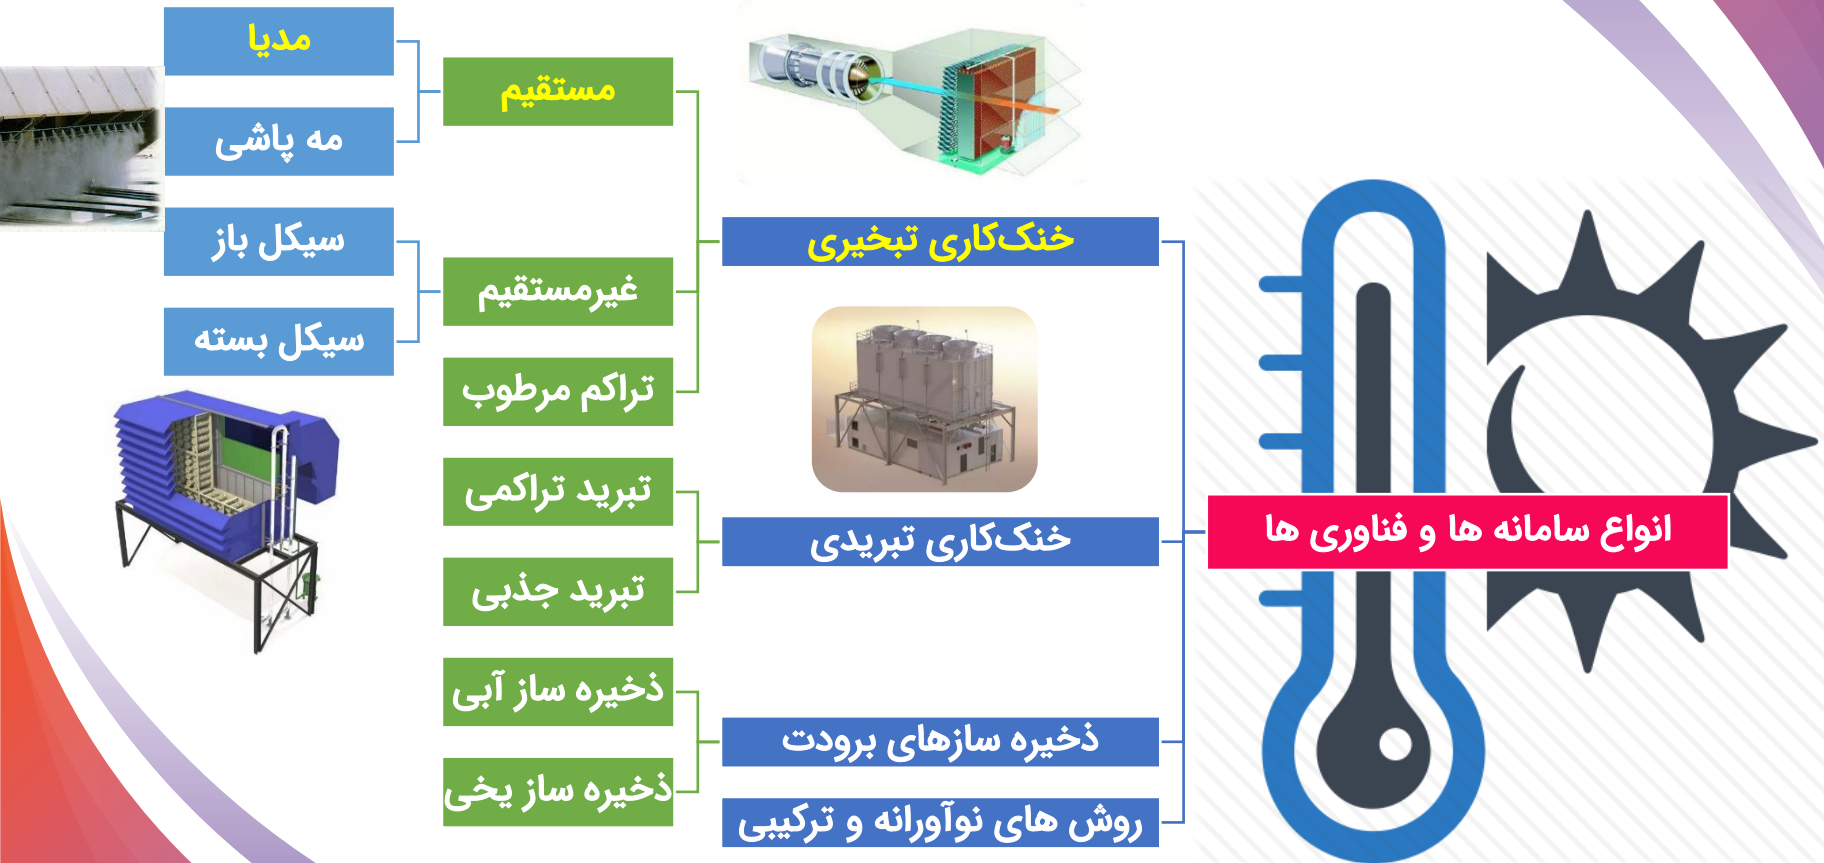 انواع سامانه ها و فناوری ها
خنک‌کاری تبخیری
مستقیم
مدیا
مه پاشی
غیرمستقیم
سیکل باز
سیکل بسته
تراکم مرطوب
خنک‌کاری تبریدی
تبرید تراکمی
تبرید جذبی
ذخیره سازهای برودت
ذخیره ساز آبی
ذخیره ساز یخی
روش های نوآورانه و ترکیبی